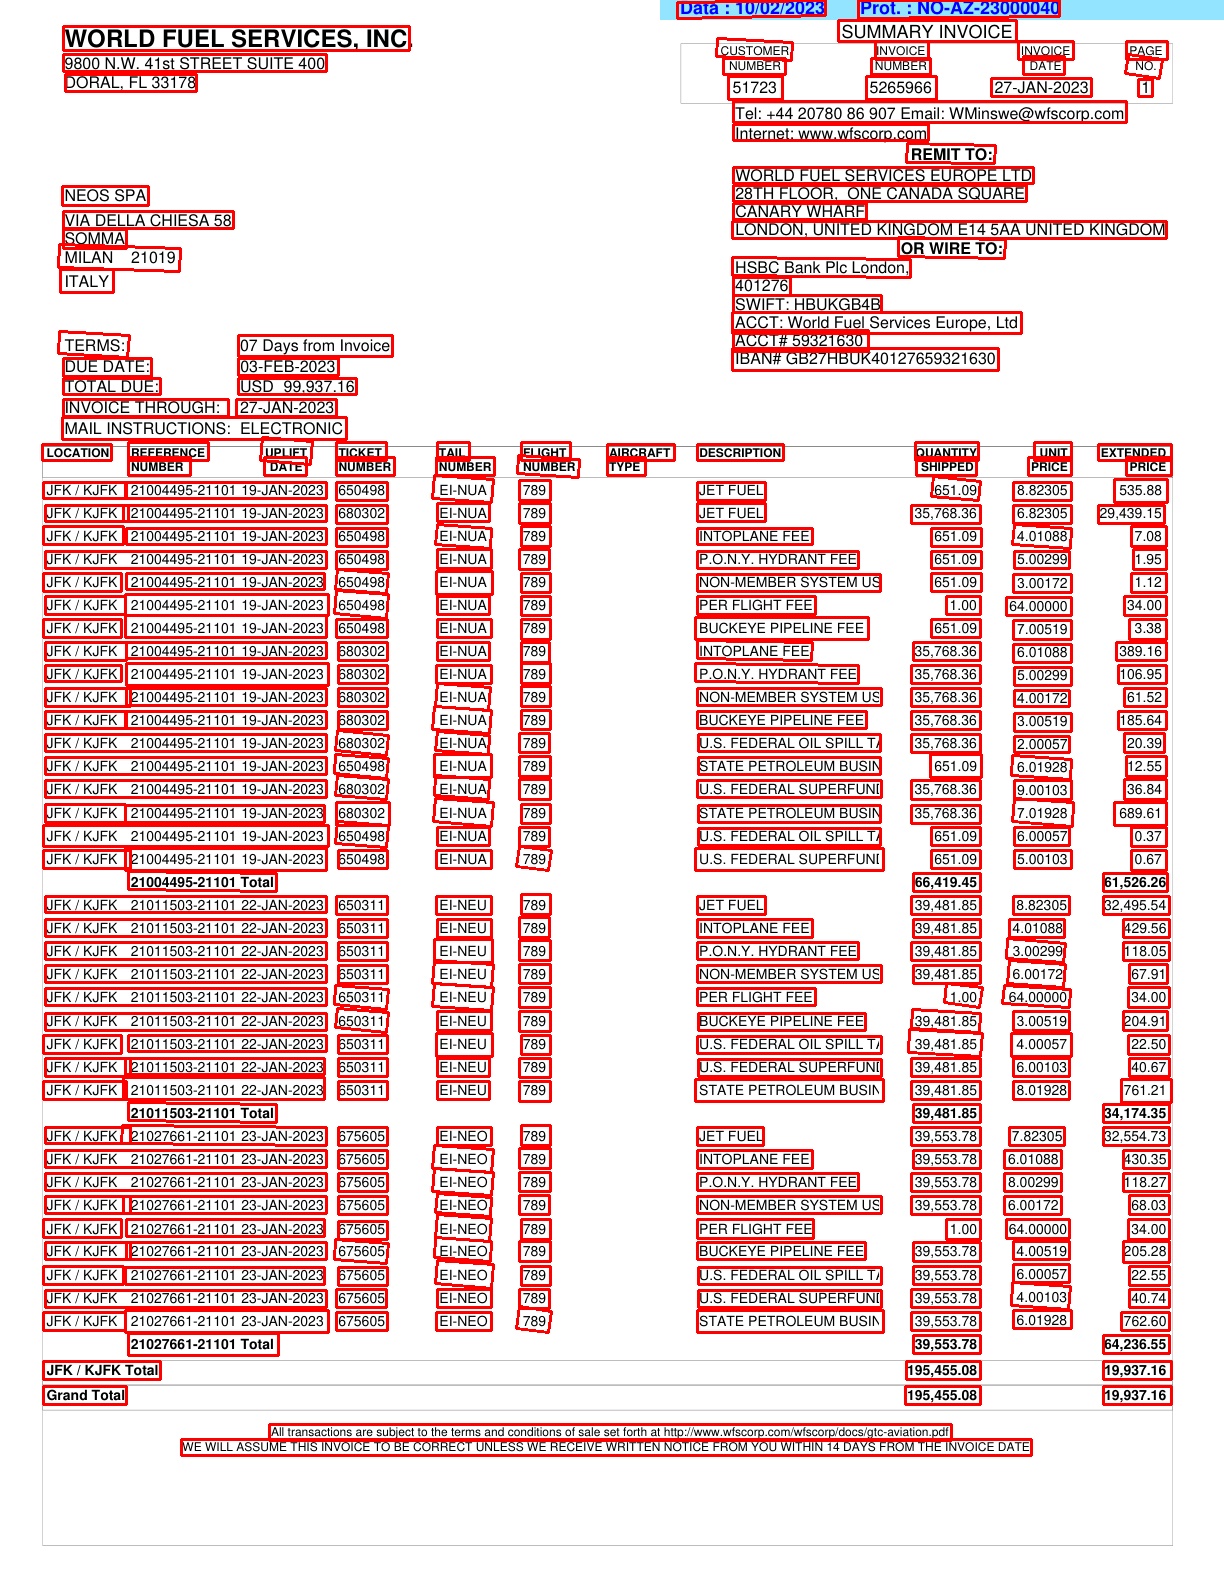 Data : 10/02/2023 Prot. : NO-AZ-23000040
WORLD FUEL SERVICES, INC
9800 N.W. 41st STREET SUITE 400
DORAL, FL 33178
SUMMARY INVOICE
CUSTOMER NUMBER INVOICE NUMBER INVOICE DATE PAGE NO.
51723 5265966 27-JAN-2023 1
Tel: +44 20780 86 907 Email: WMinswe@wfscorp.com
Internet: www.wfscorp.com
REMIT TO:
WORLD FUEL SERVICES EUROPE LTD
28TH FLOOR, ONE CANADA SQUARE
CANARY WHARF
LONDON, UNITED KINGDOM E14 5AA UNITED KINGDOM
OR WIRE TO:
HSBC Bank Plc London,
401276
SWIFT: HBUKGB4B
ACCT: World Fuel Services Europe, Ltd
ACCT# 59321630
IBAN# GB27HBUK40127659321630
NEOS SPA
VIA DELLA CHIESA 58
SOMMA
MILAN 21019
ITALY
TERMS: 07 Days from Invoice
DUE DATE: 03-FEB-2023
TOTAL DUE: USD 99,937.16
INVOICE THROUGH: 27-JAN-2023
MAIL INSTRUCTIONS: ELECTRONIC
LOCATION REFERENCE NUMBER UPLIFT DATE TICKET NUMBER TAIL NUMBER FLIGHT NUMBER AIRCRAFT TYPE DESCRIPTION QUANTITY SHIPPED UNIT PRICE EXTENDED PRICE
JFK / KJFK 21004495-21101 19-JAN-2023 650498 EI-NUA 789 JET FUEL 651.09 8.82305 535.88
JFK / KJFK 21004495-21101 19-JAN-2023 680302 EI-NUA 789 JET FUEL 35,768.36 6.82305 29,439.15
JFK / KJFK 21004495-21101 19-JAN-2023 650498 EI-NUA 789 INTOPLANE FEE 651.09 4.01088 7.08
JFK / KJFK 21004495-21101 19-JAN-2023 650498 EI-NUA 789 P.O.N.Y. HYDRANT FEE 651.09 5.00299 1.95
JFK / KJFK 21004495-21101 19-JAN-2023 650498 EI-NUA 789 NON-MEMBER SYSTEM US 651.09 3.00172 1.12
JFK / KJFK 21004495-21101 19-JAN-2023 650498 EI-NUA 789 PER FLIGHT FEE 1.00 64.00000 34.00
JFK / KJFK 21004495-21101 19-JAN-2023 650498 EI-NUA 789 BUCKEYE PIPELINE FEE 651.09 7.00519 3.38
JFK / KJFK 21004495-21101 19-JAN-2023 680302 EI-NUA 789 INTOPLANE FEE 35,768.36 6.01088 389.16
JFK / KJFK 21004495-21101 19-JAN-2023 680302 EI-NUA 789 P.O.N.Y. HYDRANT FEE 35,768.36 5.00299 106.95
JFK / KJFK 21004495-21101 19-JAN-2023 680302 EI-NUA 789 NON-MEMBER SYSTEM US 35,768.36 4.00172 61.52
JFK / KJFK 21004495-21101 19-JAN-2023 680302 EI-NUA 789 BUCKEYE PIPELINE FEE 35,768.36 3.00519 185.64
JFK / KJFK 21004495-21101 19-JAN-2023 680302 EI-NUA 789 U.S. FEDERAL OIL SPILL TA 35,768.36 2.00057 20.39
JFK / KJFK 21004495-21101 19-JAN-2023 650498 EI-NUA 789 STATE PETROLEUM BUSIN 651.09 6.01928 12.55
JFK / KJFK 21004495-21101 19-JAN-2023 680302 EI-NUA 789 U.S. FEDERAL SUPERFUND 35,768.36 9.00103 36.84
JFK / KJFK 21004495-21101 19-JAN-2023 680302 EI-NUA 789 STATE PETROLEUM BUSIN 35,768.36 7.01928 689.61
JFK / KJFK 21004495-21101 19-JAN-2023 650498 EI-NUA 789 U.S. FEDERAL OIL SPILL TA 651.09 6.00057 0.37
JFK / KJFK 21004495-21101 19-JAN-2023 650498 EI-NUA 789 U.S. FEDERAL SUPERFUND 651.09 5.00103 0.67
21004495-21101 Total 66,419.45 61,526.26
JFK / KJFK 21011503-21101 22-JAN-2023 650311 EI-NEU 789 JET FUEL 39,481.85 8.82305 32,495.54
JFK / KJFK 21011503-21101 22-JAN-2023 650311 EI-NEU 789 INTOPLANE FEE 39,481.85 4.01088 429.56
JFK / KJFK 21011503-21101 22-JAN-2023 650311 EI-NEU 789 P.O.N.Y. HYDRANT FEE 39,481.85 3.00299 118.05
JFK / KJFK 21011503-21101 22-JAN-2023 650311 EI-NEU 789 NON-MEMBER SYSTEM US 39,481.85 6.00172 67.91
JFK / KJFK 21011503-21101 22-JAN-2023 650311 EI-NEU 789 PER FLIGHT FEE 1.00 64.00000 34.00
JFK / KJFK 21011503-21101 22-JAN-2023 650311 EI-NEU 789 BUCKEYE PIPELINE FEE 39,481.85 3.00519 204.91
JFK / KJFK 21011503-21101 22-JAN-2023 650311 EI-NEU 789 U.S. FEDERAL OIL SPILL TA 39,481.85 4.00057 22.50
JFK / KJFK 21011503-21101 22-JAN-2023 650311 EI-NEU 789 U.S. FEDERAL SUPERFUND 39,481.85 6.00103 40.67
JFK / KJFK 21011503-21101 22-JAN-2023 650311 EI-NEU 789 STATE PETROLEUM BUSIN 39,481.85 8.01928 761.21
21011503-21101 Total 39,481.85 34,174.35
JFK / KJFK 21027661-21101 23-JAN-2023 675605 EI-NEO 789 JET FUEL 39,553.78 7.82305 32,554.73
JFK / KJFK 21027661-21101 23-JAN-2023 675605 EI-NEO 789 INTOPLANE FEE 39,553.78 6.01088 430.35
JFK / KJFK 21027661-21101 23-JAN-2023 675605 EI-NEO 789 P.O.N.Y. HYDRANT FEE 39,553.78 8.00299 118.27
JFK / KJFK 21027661-21101 23-JAN-2023 675605 EI-NEO 789 NON-MEMBER SYSTEM US 39,553.78 6.00172 68.03
JFK / KJFK 21027661-21101 23-JAN-2023 675605 EI-NEO 789 PER FLIGHT FEE 1.00 64.00000 34.00
JFK / KJFK 21027661-21101 23-JAN-2023 675605 EI-NEO 789 BUCKEYE PIPELINE FEE 39,553.78 4.00519 205.28
JFK / KJFK 21027661-21101 23-JAN-2023 675605 EI-NEO 789 U.S. FEDERAL OIL SPILL TA 39,553.78 6.00057 22.55
JFK / KJFK 21027661-21101 23-JAN-2023 675605 EI-NEO 789 U.S. FEDERAL SUPERFUND 39,553.78 4.00103 40.74
JFK / KJFK 21027661-21101 23-JAN-2023 675605 EI-NEO 789 STATE PETROLEUM BUSIN 39,553.78 6.01928 762.60
21027661-21101 Total 39,553.78 64,236.55
JFK / KJFK Total 195,455.08 19,937.16
Grand Total 195,455.08 19,937.16
All transactions are subject to the terms and conditions of sale set forth at http://www.wfscorp.com/wfscorp/docs/gtc-aviation.pdf
WE WILL ASSUME THIS INVOICE TO BE CORRECT UNLESS WE RECEIVE WRITTEN NOTICE FROM YOU WITHIN 14 DAYS FROM THE INVOICE DATE